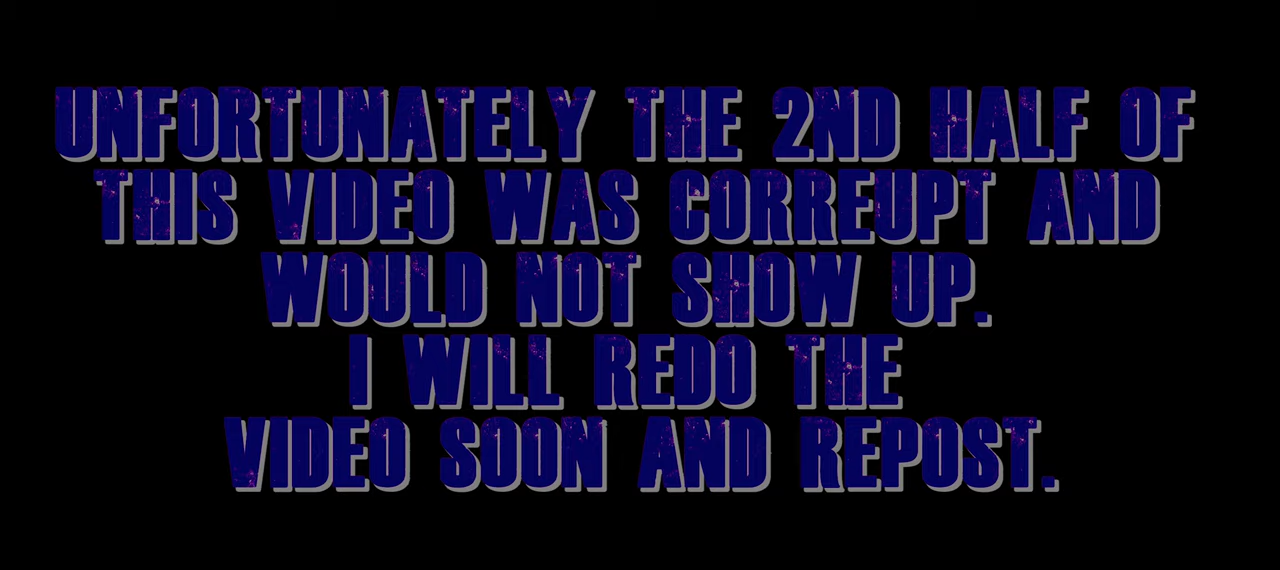 UNFORTUNATELY THE 2ND HALF OF
THIS VIDEO WAS CORREUPT AND
WOULD NOT SHOW UP.
I WILL REDO THE
VIDEO SOON AND REPOST.